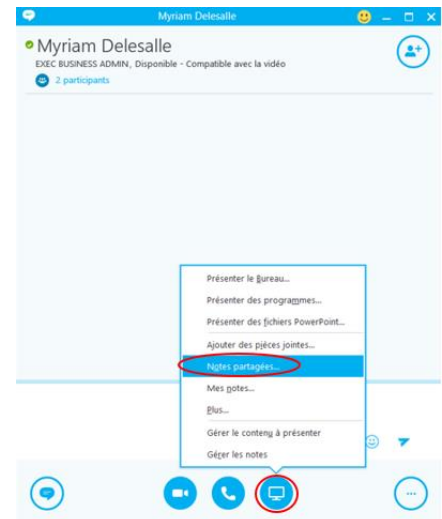 Myriam Delesalle
Myriam Delesalle
EXEC BUSINESS ADMIN, Disponible - Compatible avec la vidéo
2 participants
Présenter le Bureau...
Présenter des programmes...
Présenter des fichiers PowerPoint...
Ajouter des pièces jointes...
Notes partagées...
Mes notes...
Plus...
Gérer le contenu à présenter
Gérer les notes